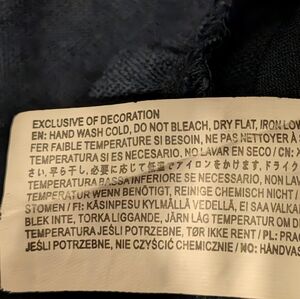 EXCLUSIVE OF DECORATION
EN: HAND WASH COLD, DO NOT BLEACH, DRY FLAT, IRON LOW
FER FAIBLE TEMPERATURE SI BESOIN, NE PAS NETTOYER À
TEMPERATURA SI ES NECESARIO. NO LAVAR EN SECO / CN:
さい。平ら干し、必要に応じて低温でアイロンをかけます。ドライク
TEMPERATURA BASSA INFERIORE SE NECESSARIO, NON LAV
TEMPERATUR WENN BENÖTIGT, REINIGE CHEMISCH NICHT /
STOMEN / FI: KÄSINPESU KYLMÄLLÄ VEDELLÄ, EI SAA VALKA
BLEK INTE, TORKA LIGGANDE, JÄRN LÅG TEMPERATUR OM
TEMPERATURA POTRZEBNE, TØR IKKE RENT / PL: PRA
JEŚLI POTRZEBNE, NIE CZYŚCIĆ CHEMICZNIE / NO: HÅNDVAS